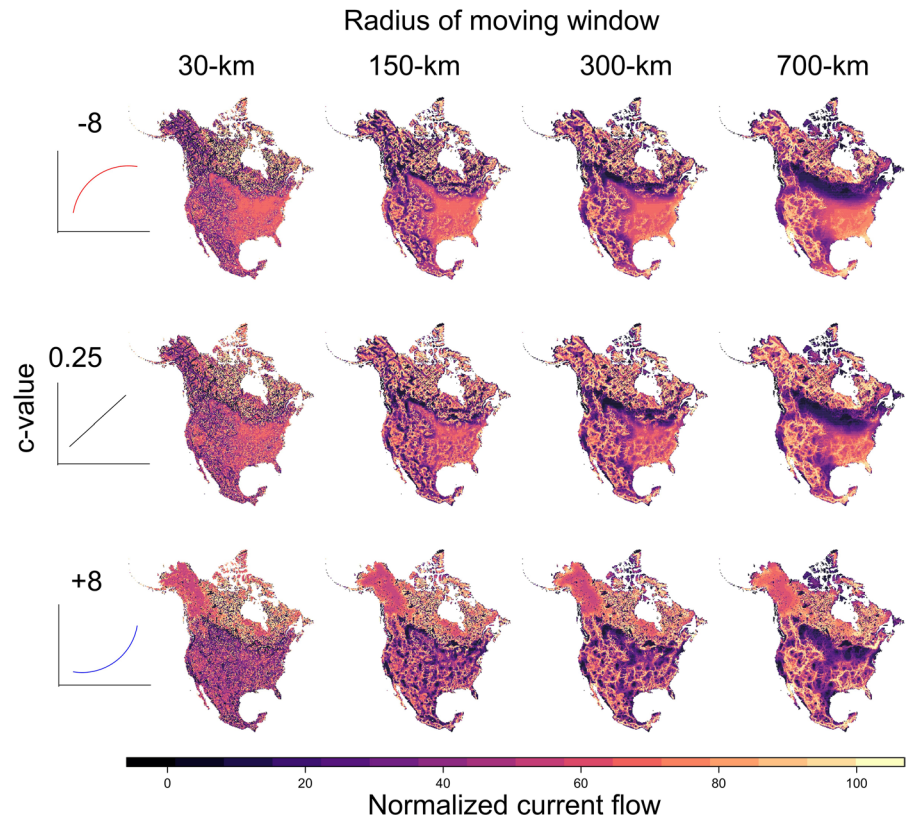 Radius of moving window
30-km 150-km 300-km 700-km
-8
0.25
c-value
+8
0 20 40 60 80 100
Normalized current flow